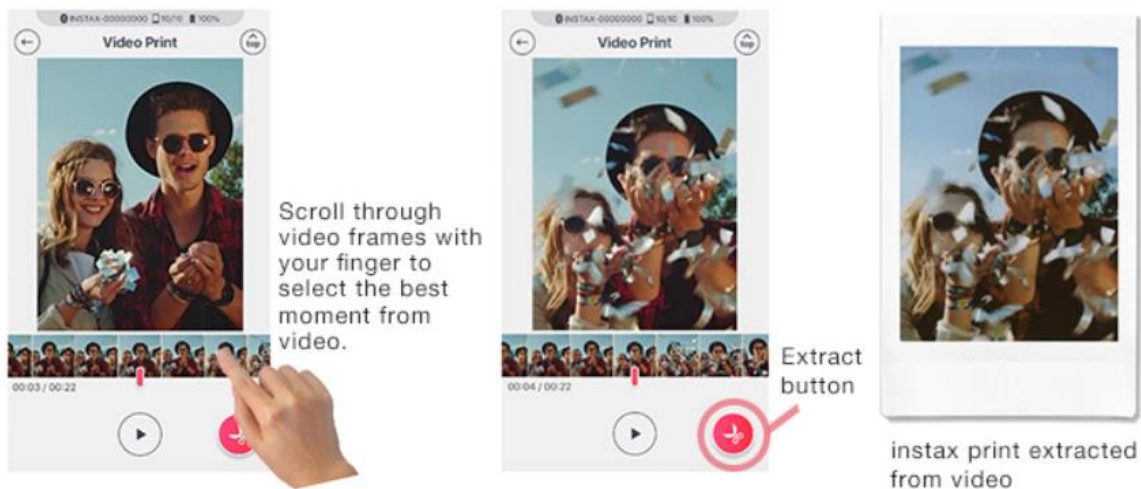 INSTAX-00000000 10/10 100%
Video Print
top
Scroll through
video frames with
your finger to
select the best
moment from
video.
00:03 / 00:22
INSTAX-00000000 10/10 100%
Video Print
top
00:04 / 00:22
Extract
button
instax print extracted
from video